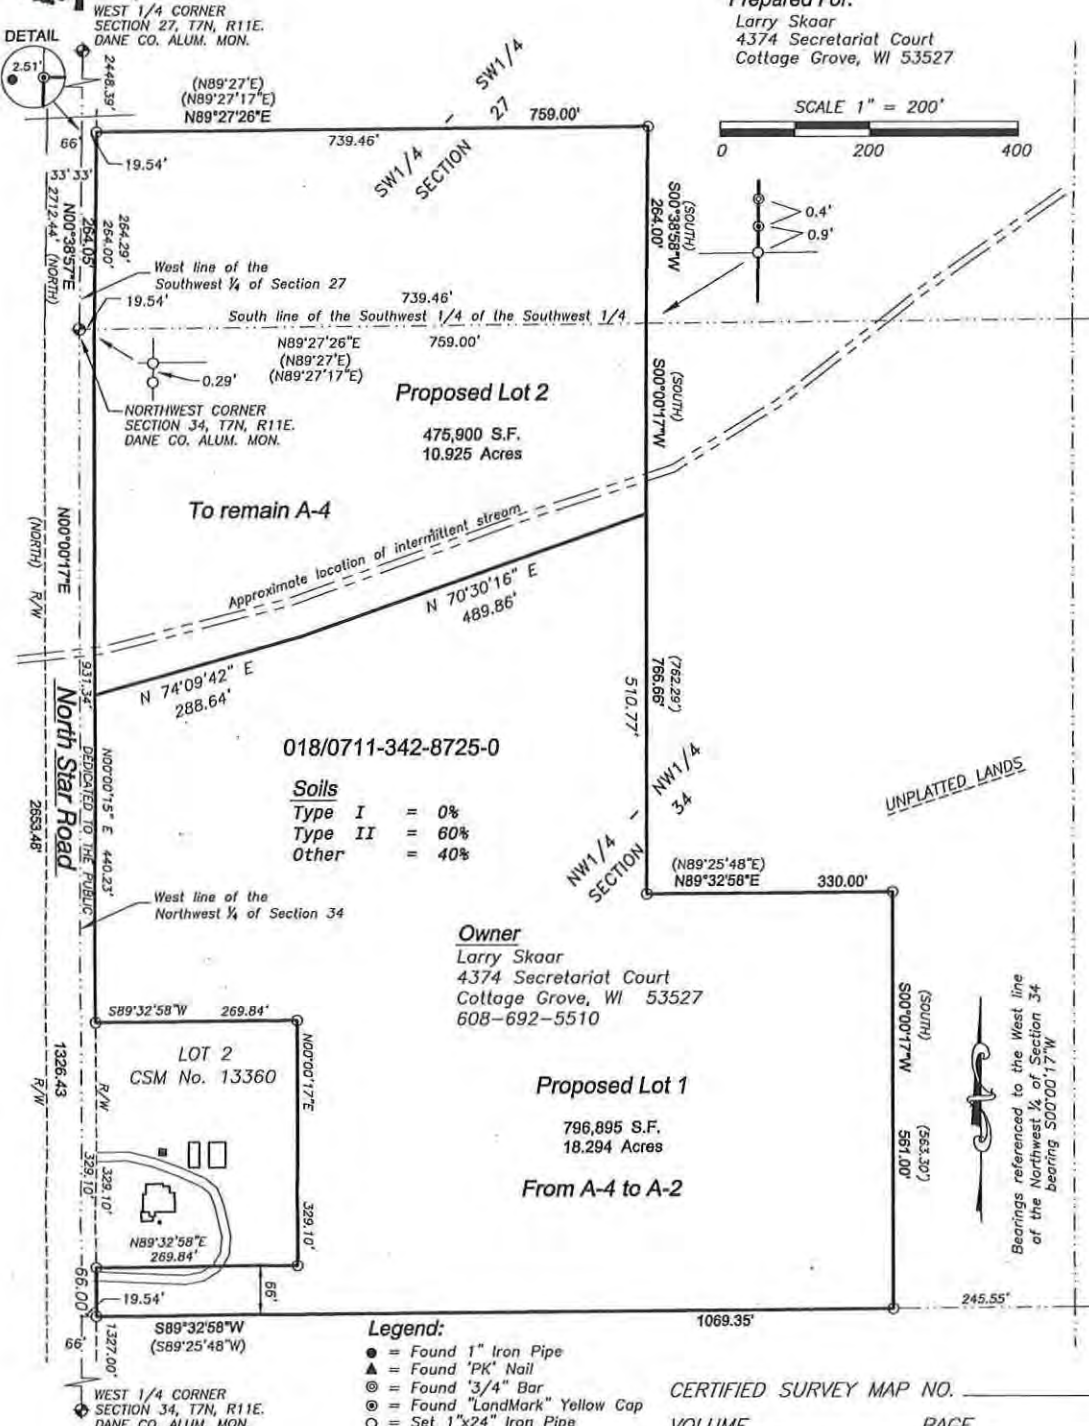 WEST 1/4 CORNER
SECTION 27, T7N, R11E.
DANE CO. ALUM. MON.
DETAIL
2.51'
2448.39'
Prepared For:
Larry Skaar
4374 Secretariat Court
Cottage Grove, WI 53527
SCALE 1" = 200'
0 200 400
(N89°27'E)
(N89°27'17"E)
N89°27'26"E
759.00'
739.46'
SW1/4
27
SW1/4
SECTION
66'
19.54'
33' 33'
N00°38'57"E
2712.44' (NORTH)
264.05'
264.29'
264.00'
(SOUTH)
S00°38'58"W
264.00'
0.4'
0.9'
West line of the
Southwest ¼ of Section 27
19.54'
739.46'
South line of the Southwest 1/4 of the Southwest 1/4
N89°27'26"E
759.00'
(N89°27'E)
(N89°27'17"E)
0.29'
NORTHWEST CORNER
SECTION 34, T7N, R11E.
DANE CO. ALUM. MON.
Proposed Lot 2
475,900 S.F.
10.925 Acres
To remain A-4
(SOUTH)
S00°00'17"W
N00°00'17"E
(NORTH) R/W
Approximate location of intermittent stream
N 70°30'16" E
489.86'
N 74°09'42" E
288.64'
931.34'
(762.29')
766.66'
510.77'
North Star Road
DEDICATED TO THE PUBLIC
N00°00'15" E 440.23'
2653.46'
018/0711-342-8725-0
Soils
Type I = 0%
Type II = 60%
Other = 40%
NW1/4
34
NW1/4
SECTION
UNPLATTED LANDS
(N89°25'48"E)
N89°32'58"E 330.00'
West line of the
Northwest ¼ of Section 34
Owner
Larry Skaar
4374 Secretariat Court
Cottage Grove, WI 53527
608-692-5510
S89°32'58"W 269.84'
LOT 2
CSM No. 13360
N00°00'17"E
329.10'
1326.43
R/W
R/W
329.10'
329.10'
N89°32'58"E
269.84'
Proposed Lot 1
796,895 S.F.
18.294 Acres
From A-4 to A-2
(SOUTH)
S00°00'17"W
(563.30')
561.00'
Bearings referenced to the West line
of the Northwest ¼ of Section 34
bearing S00°00'17"W
66.00'
19.54'
66'
245.55'
1069.35'
S89°32'58"W
(S89°25'48"W)
66'
1327.00'
WEST 1/4 CORNER
SECTION 34, T7N, R11E.
DANE CO. ALUM. MON.
Legend:
= Found 1" Iron Pipe
= Found 'PK' Nail
= Found '3/4" Bar
= Found "LandMark" Yellow Cap
= Set 1"x24" Iron Pipe
CERTIFIED SURVEY MAP NO.
VOLUME PAGE